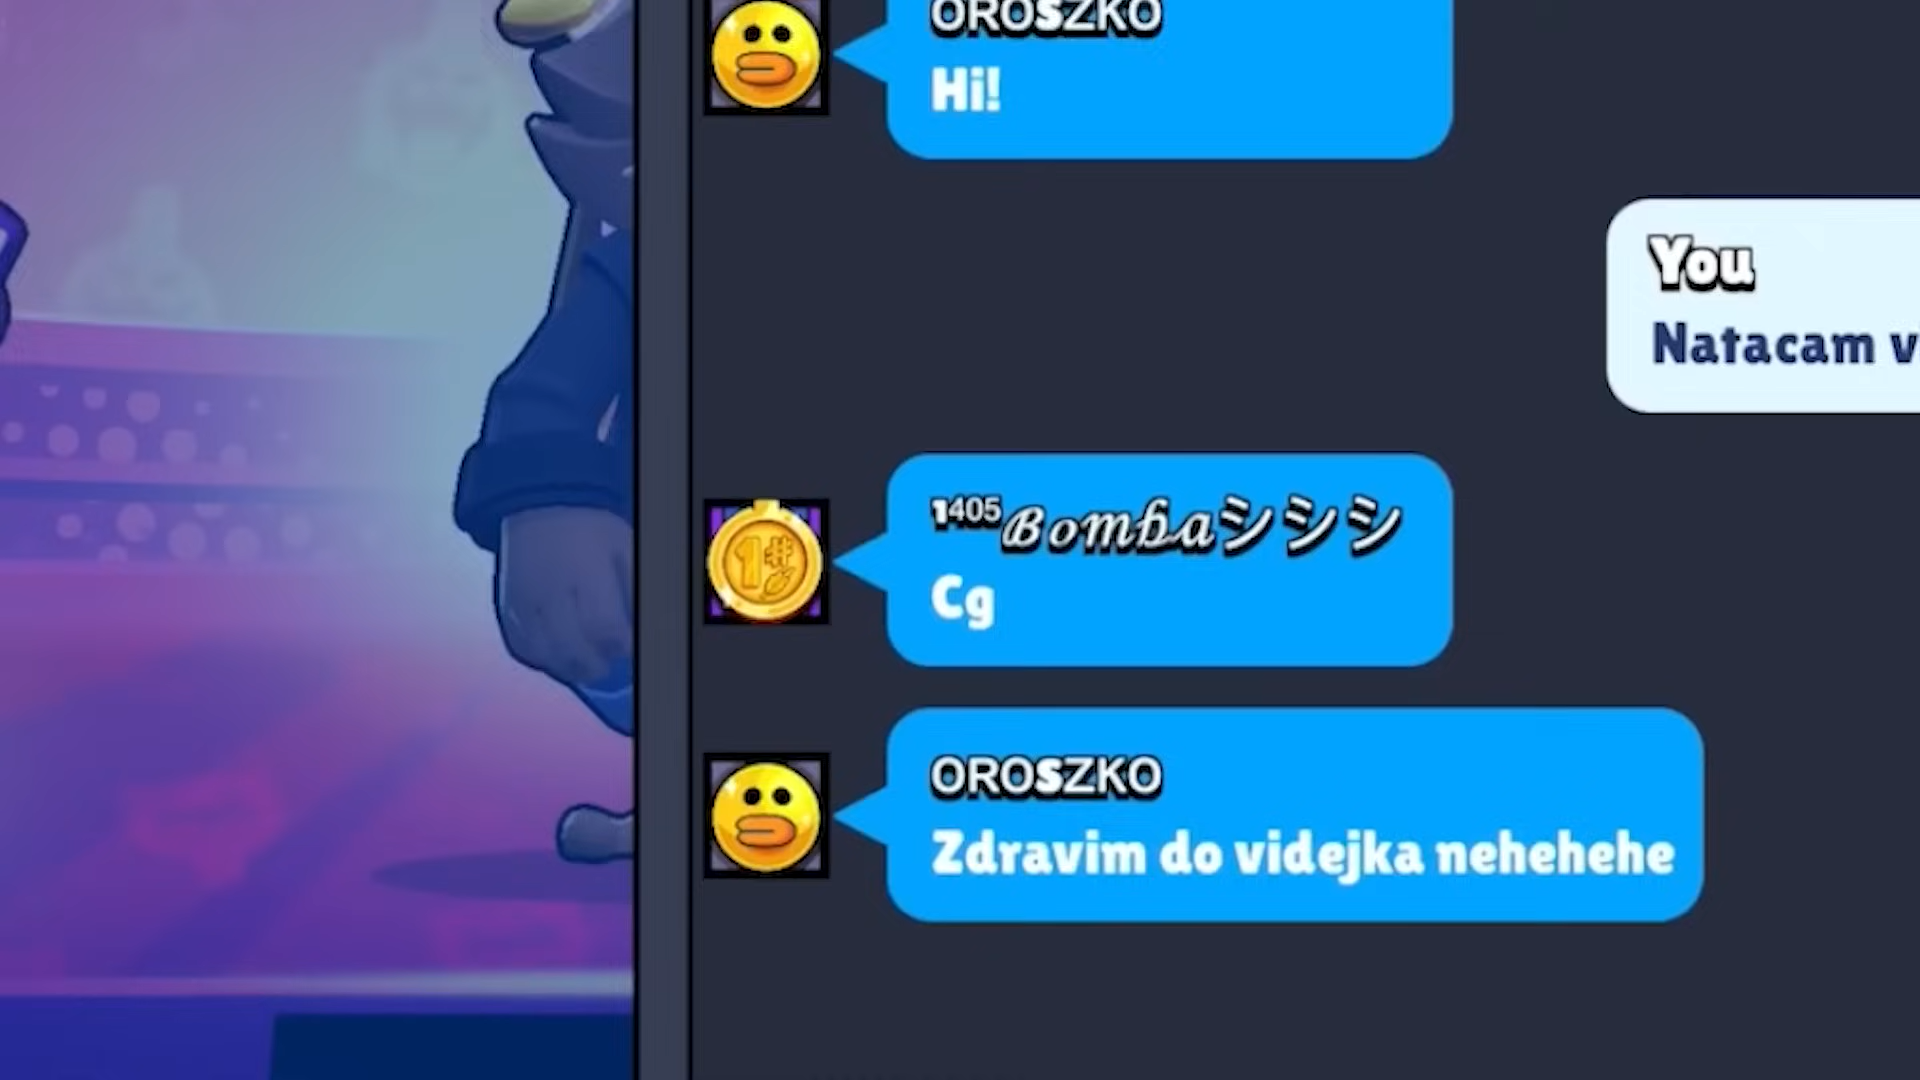 OROSZKO
Hi!
You
Natacam v
1⁴⁰⁵𝓑𝓸𝓶𝓫𝓪シシシ
Cg
OROSZKO
Zdravim do videjka nehehehe